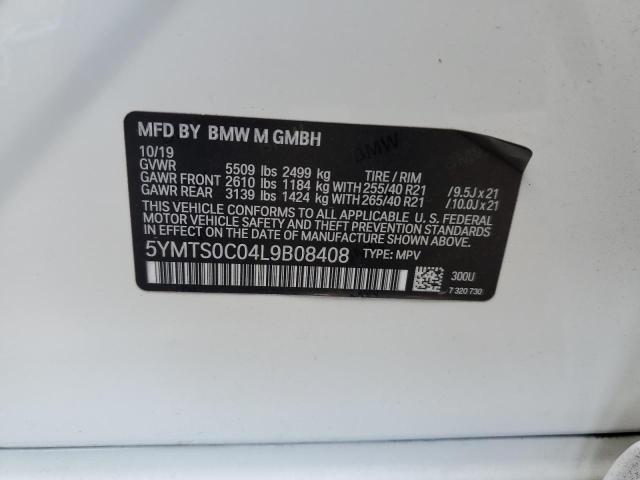 MFD BY BMW M GMBH
10/19
GVWR 5509 lbs 2499 kg TIRE / RIM
GAWR FRONT 2610 lbs 1184 kg WITH 255/40 R21 / 9.5J x 21
GAWR REAR 3139 lbs 1424 kg WITH 265/40 R21 / 10.0J x 21
THIS VEHICLE CONFORMS TO ALL APPLICABLE U. S. FEDERAL
SAFETY, BUMPER, AND THEFT PREVENTION STANDARDS
IN EFFECT ON THE DATE OF MANUFACTURE SHOWN ABOVE.
5YMTS0C04L9B08408 TYPE: MPV
300U
7 320 730
BMW